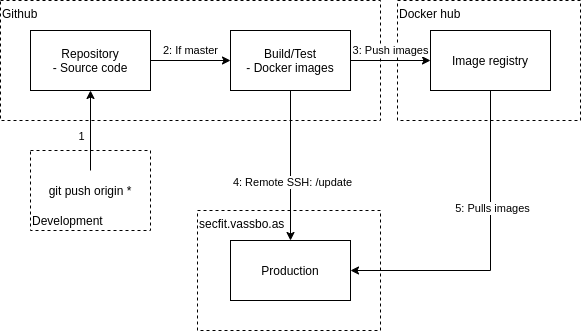 Github
Docker hub
Repository
- Source code
2: If master
Build/Test
- Docker images
3: Push images
Image registry
1
git push origin *
Development
4: Remote SSH: /update
5: Pulls images
secfit.vassbo.as
Production